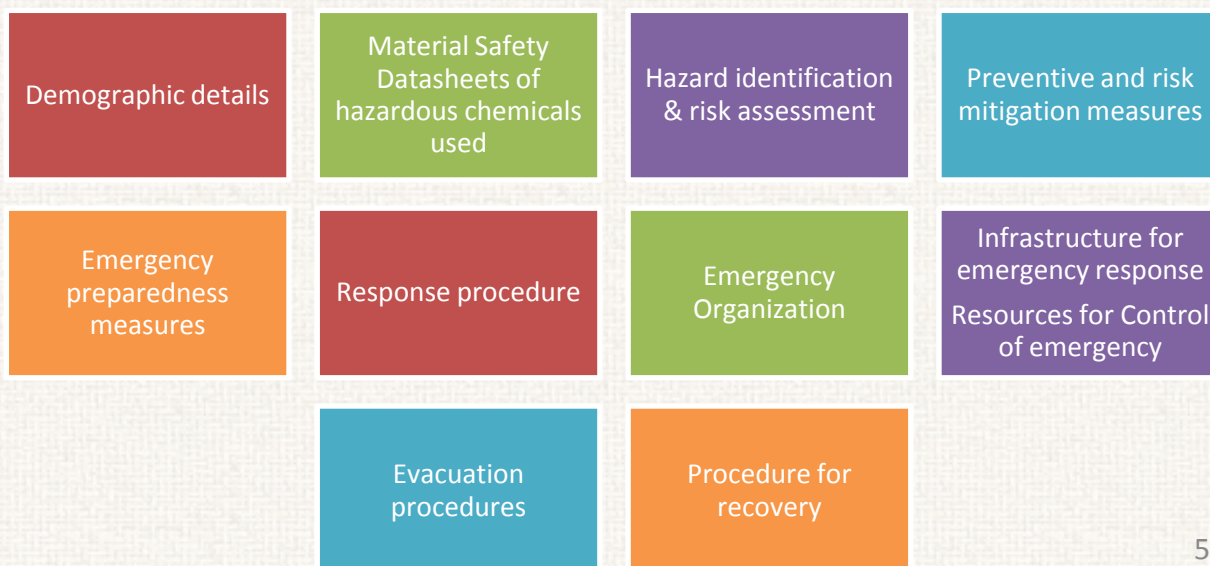 Demographic details
Material Safety
Datasheets of
hazardous chemicals
used
Hazard identification
& risk assessment
Preventive and risk
mitigation measures
Emergency
preparedness
measures
Response procedure
Emergency
Organization
Infrastructure for
emergency response
Resources for Control
of emergency
Evacuation
procedures
Procedure for
recovery
5